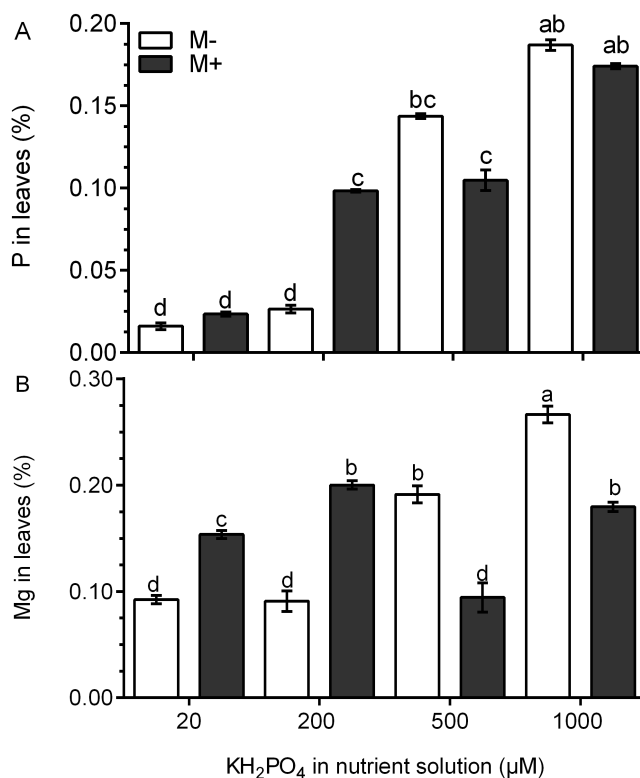 A
M-
M+
P in leaves (%)
0.20
0.15
0.10
0.05
0.00
d
d
d
c
bc
c
ab
ab
B
Mg in leaves (%)
0.30
0.20
0.10
0.00
d
c
d
b
b
d
a
b
20 200 500 1000
KH₂PO₄ in nutrient solution (µM)